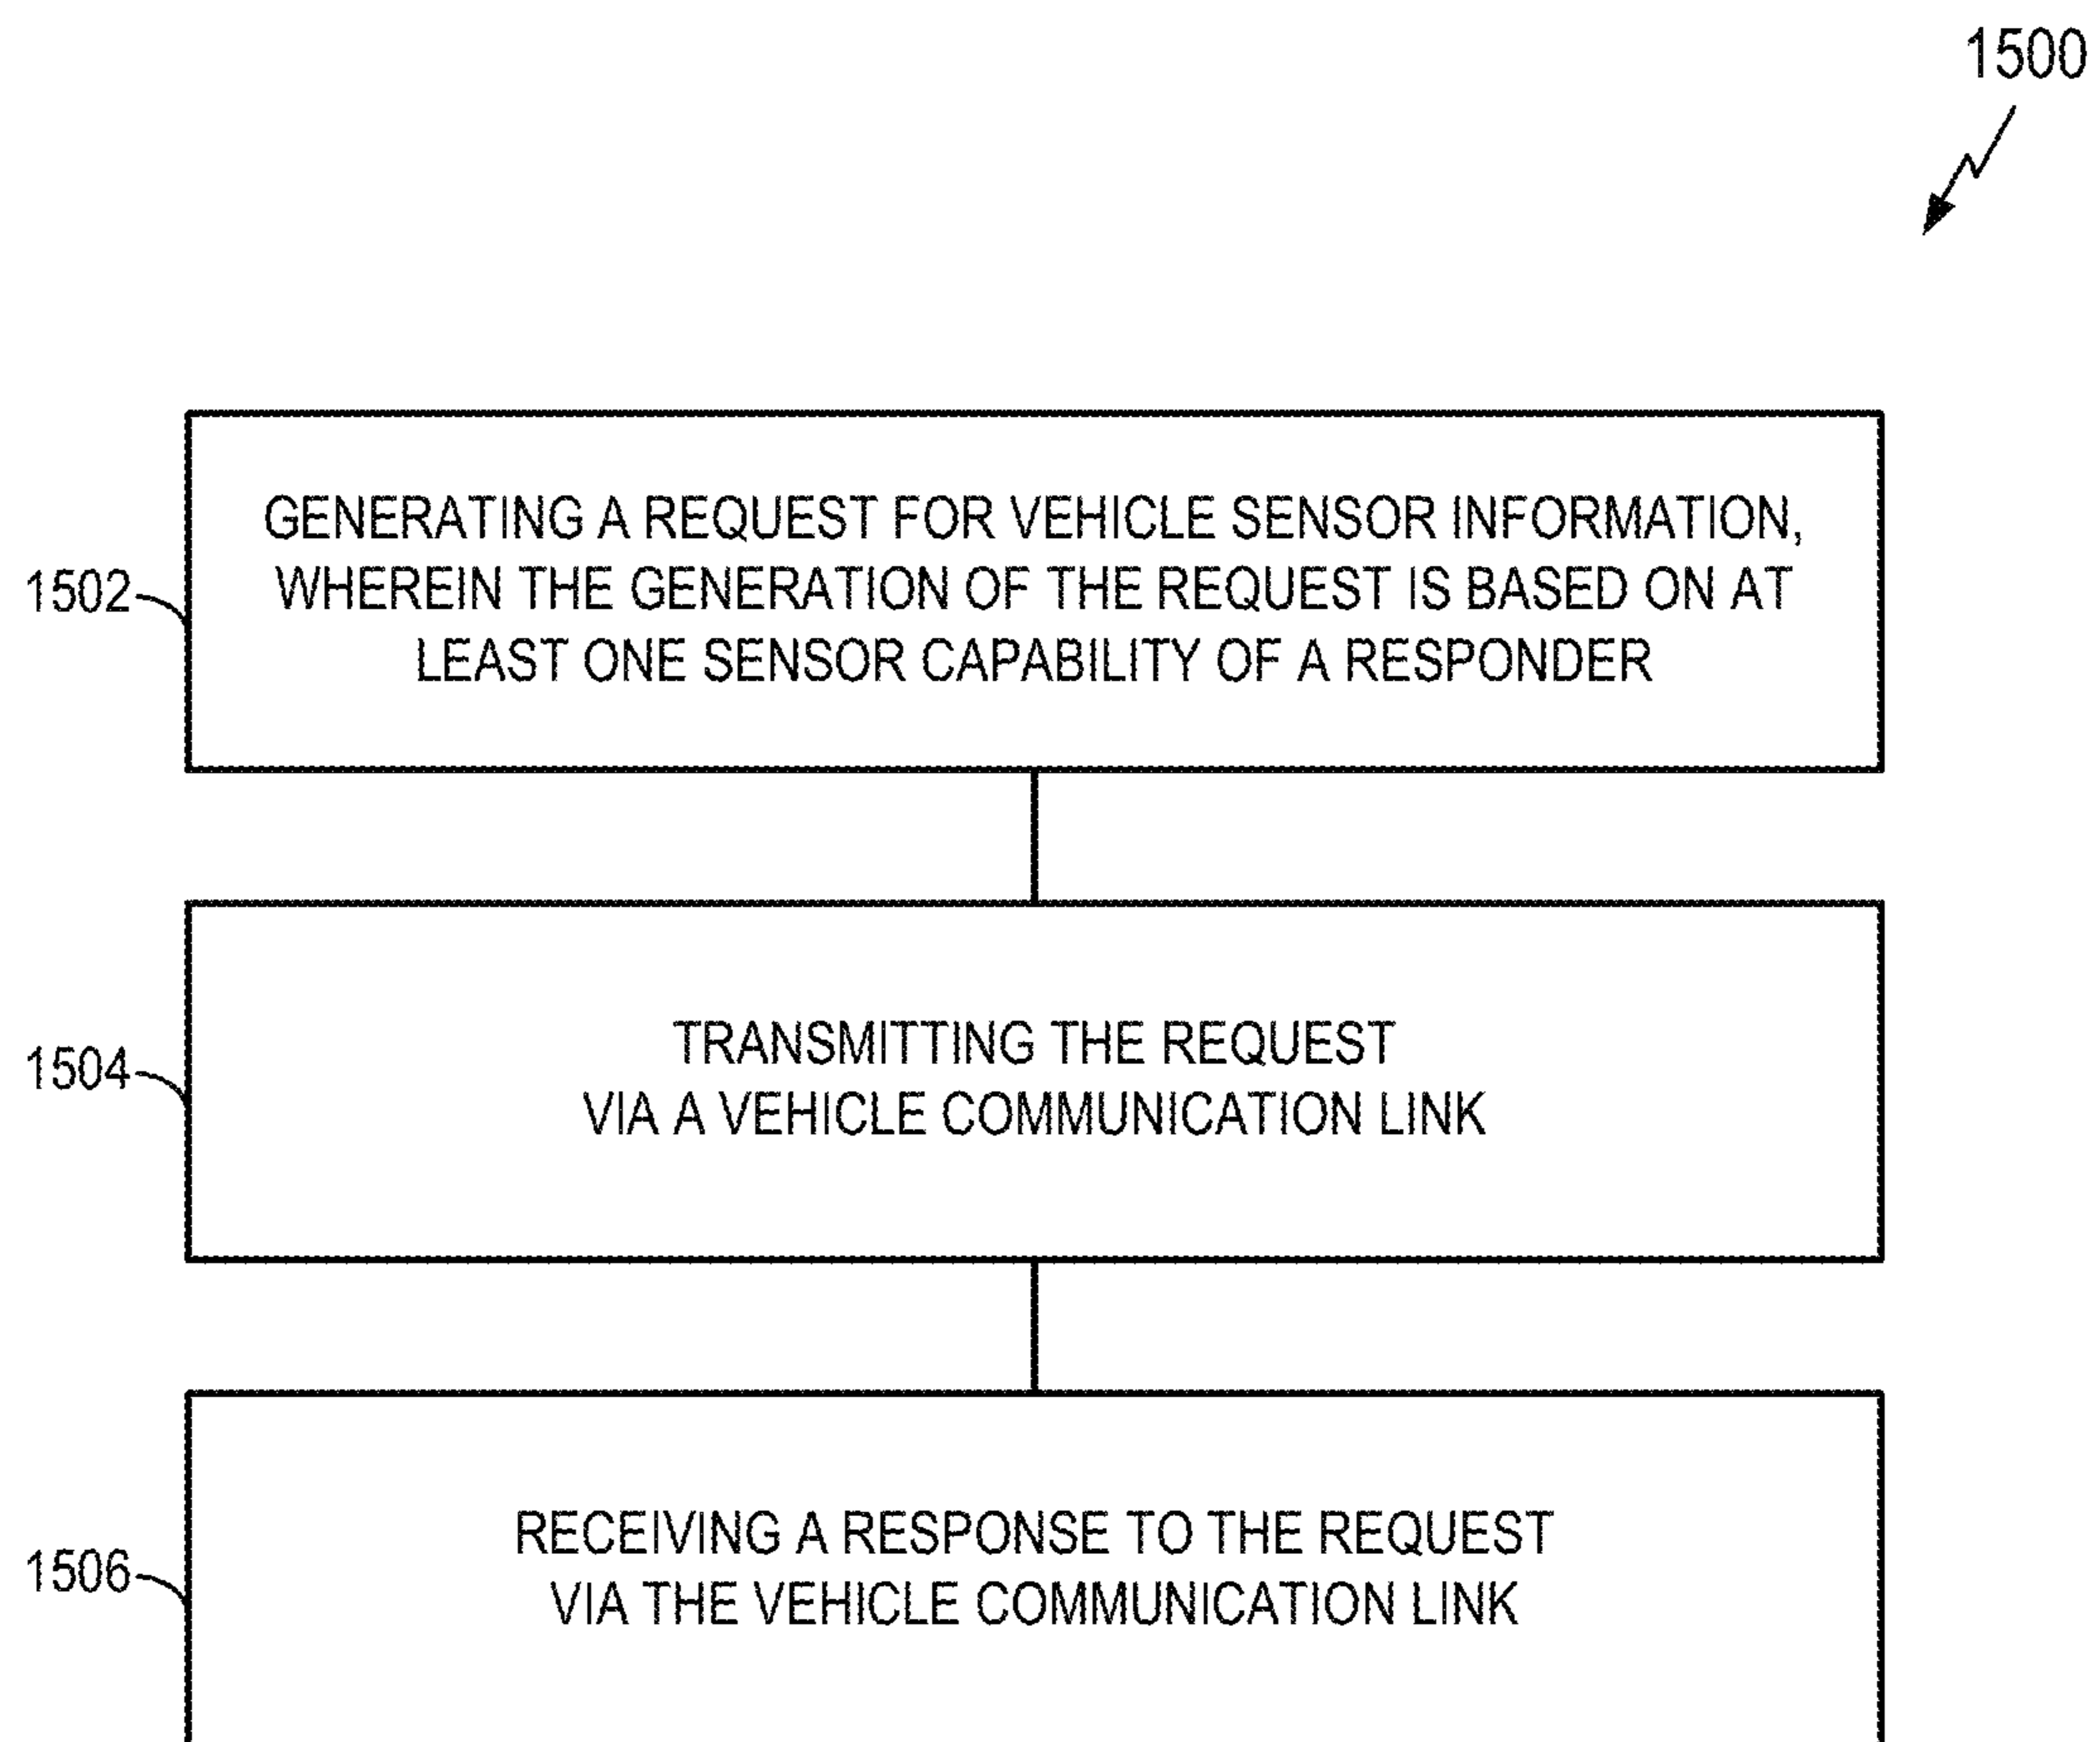 1500
GENERATING A REQUEST FOR VEHICLE SENSOR INFORMATION,
WHEREIN THE GENERATION OF THE REQUEST IS BASED ON AT
LEAST ONE SENSOR CAPABILITY OF A RESPONDER
1502
TRANSMITTING THE REQUEST
VIA A VEHICLE COMMUNICATION LINK
1504
RECEIVING A RESPONSE TO THE REQUEST
VIA THE VEHICLE COMMUNICATION LINK
1506